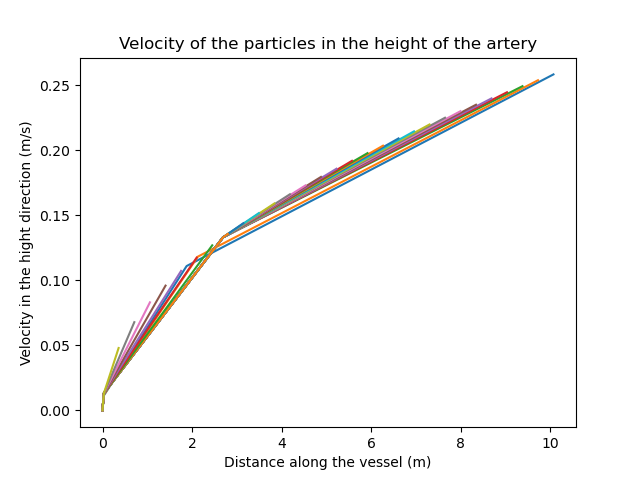 Velocity of the particles in the height of the artery
Velocity in the hight direction (m/s)
0.25
0.20
0.15
0.10
0.05
0.00
0 2 4 6 8 10
Distance along the vessel (m)